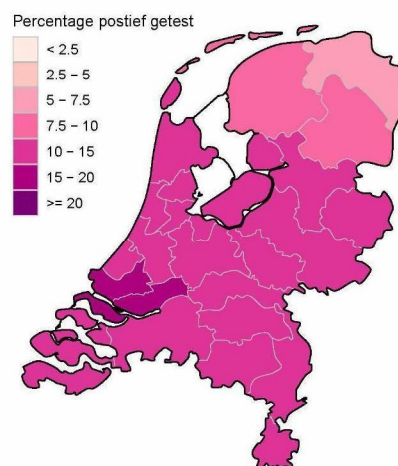 Percentage postief getest
< 2.5
2.5 – 5
5 – 7.5
7.5 – 10
10 – 15
15 – 20
>= 20